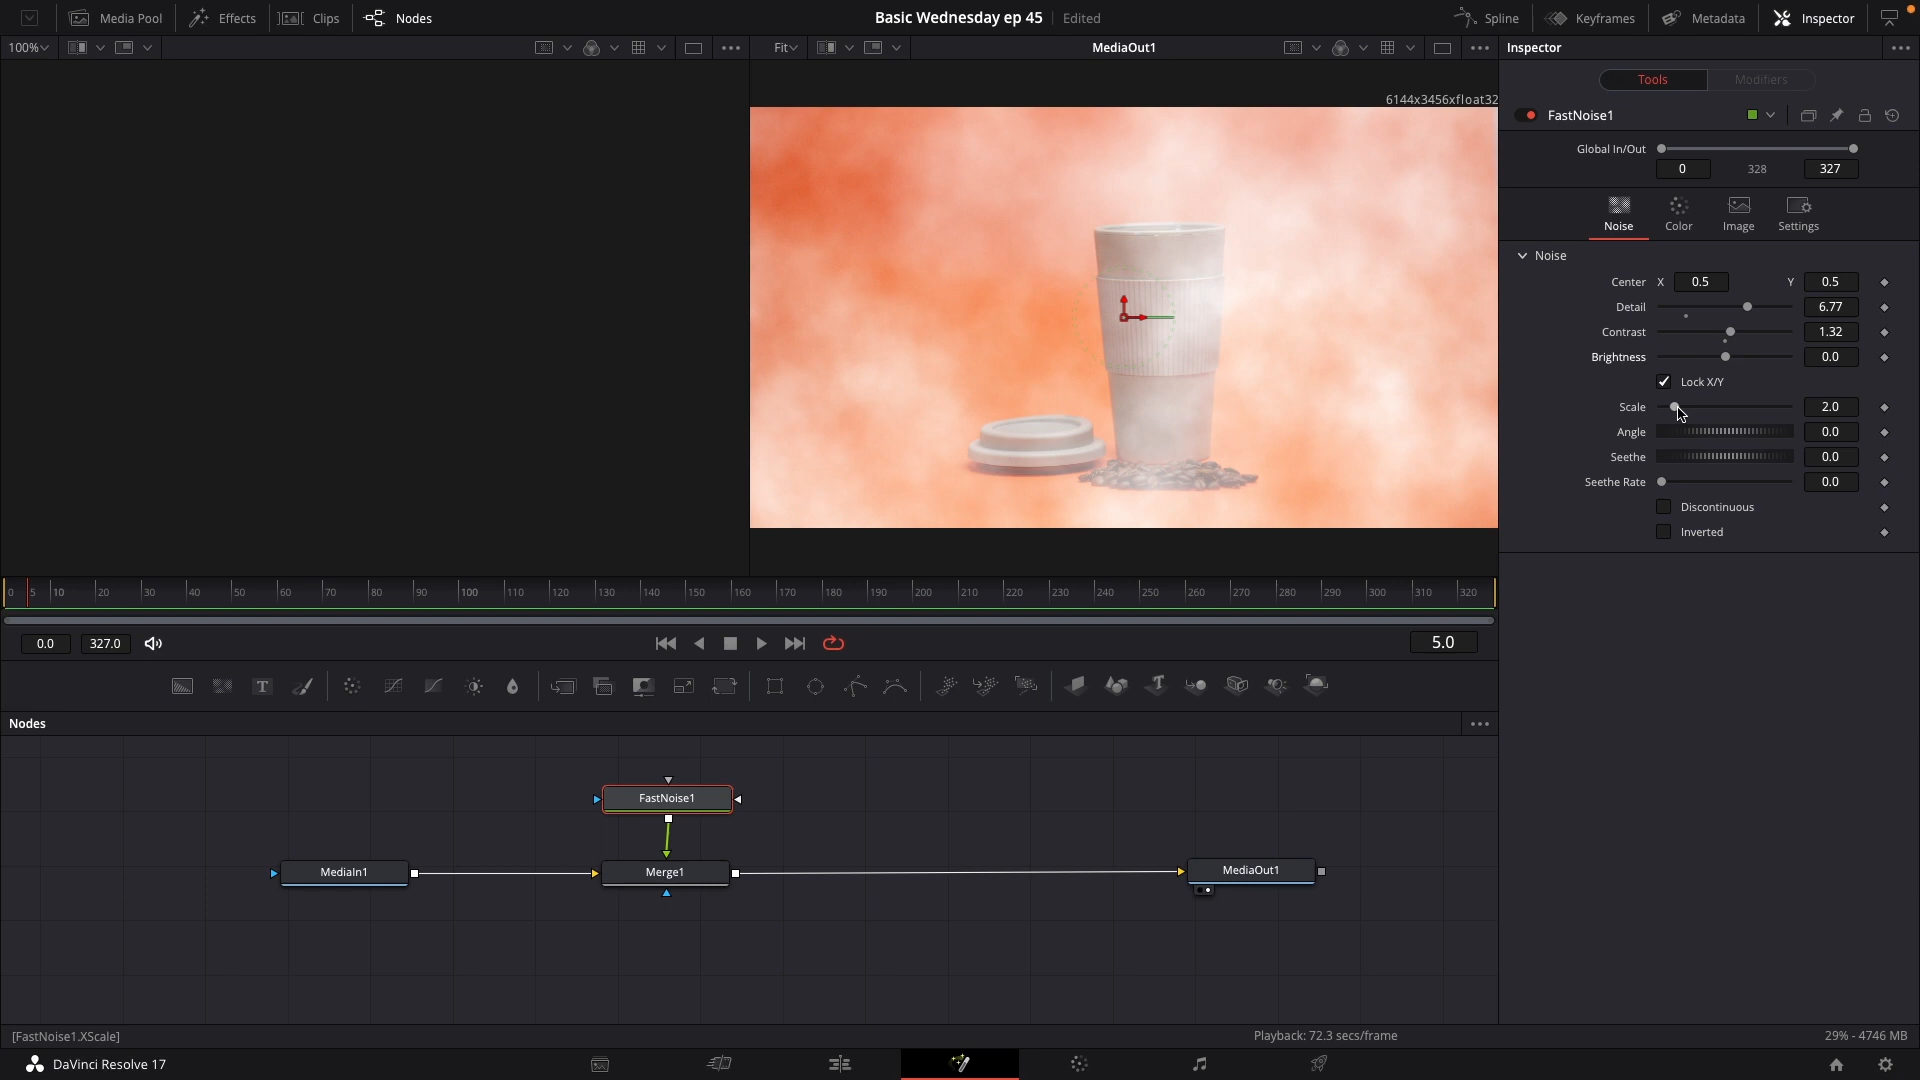 Media Pool Effects Clips Nodes Basic Wednesday ep 45 Edited Spline Keyframes Metadata Inspector
100% Fit MediaOut1 Inspector
Tools Modifiers
6144x3456xfloat32
FastNoise1
Global In/Out
0 328 327
Noise Color Image Settings
Noise
Center X 0.5 Y 0.5
Detail 6.77
Contrast 1.32
Brightness 0.0
Lock X/Y
Scale 2.0
Angle 0.0
Seethe 0.0
Seethe Rate 0.0
Discontinuous
Inverted
0 5 10 20 30 40 50 60 70 80 90 100 110 120 130 140 150 160 170 180 190 200 210 220 230 240 250 260 270 280 290 300 310 320
0.0 327.0 5.0
T
Nodes
FastNoise1
MediaIn1 Merge1 MediaOut1
[FastNoise1.XScale] Playback: 72.3 secs/frame 29% - 4746 MB
DaVinci Resolve 17